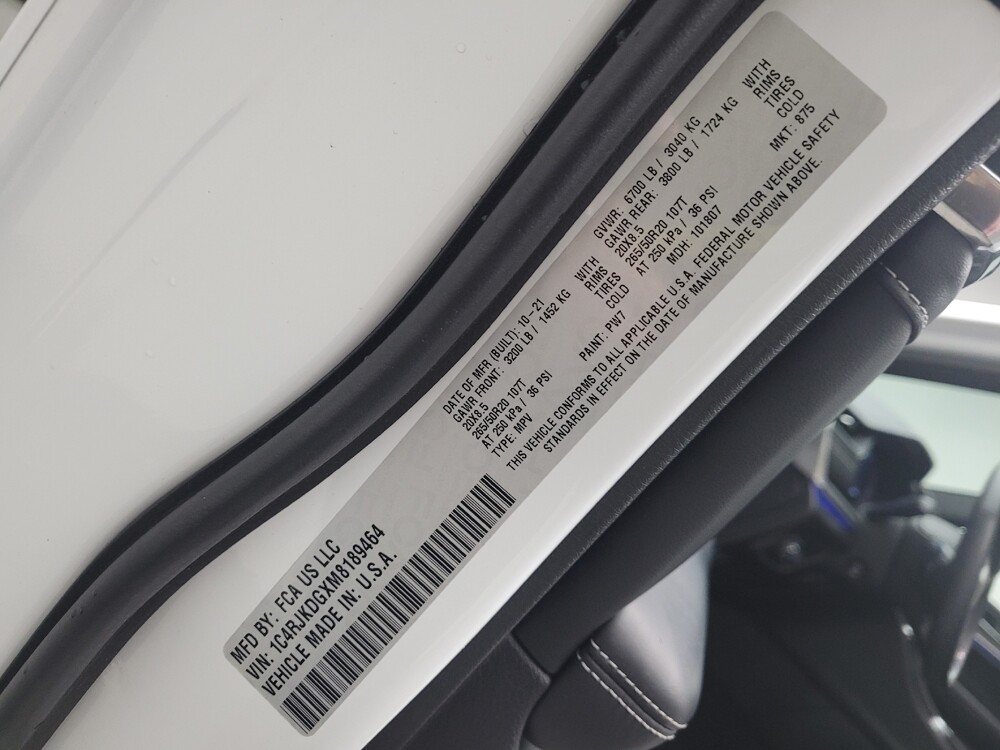 MFD BY: FCA US LLC
VIN: 1C4RJKDGXM8189464
VEHICLE MADE IN: U.S.A.
DATE OF MFR (BUILT): 10-21 GVWR: 6700 LB / 3040 KG
GAWR FRONT: 3200 LB / 1452 KG WITH GAWR REAR: 3800 LB / 1724 KG WITH
20X8.5 RIMS 20X8.5 RIMS
265/50R20 107T TIRES 265/50R20 107T TIRES
AT 250 kPa / 36 PSI COLD AT 250 kPa / 36 PSI COLD
TYPE: MPV PAINT: PW7 MDH: 101807 MKT: 875
THIS VEHICLE CONFORMS TO ALL APPLICABLE U.S.A. FEDERAL MOTOR VEHICLE SAFETY
STANDARDS IN EFFECT ON THE DATE OF MANUFACTURE SHOWN ABOVE.